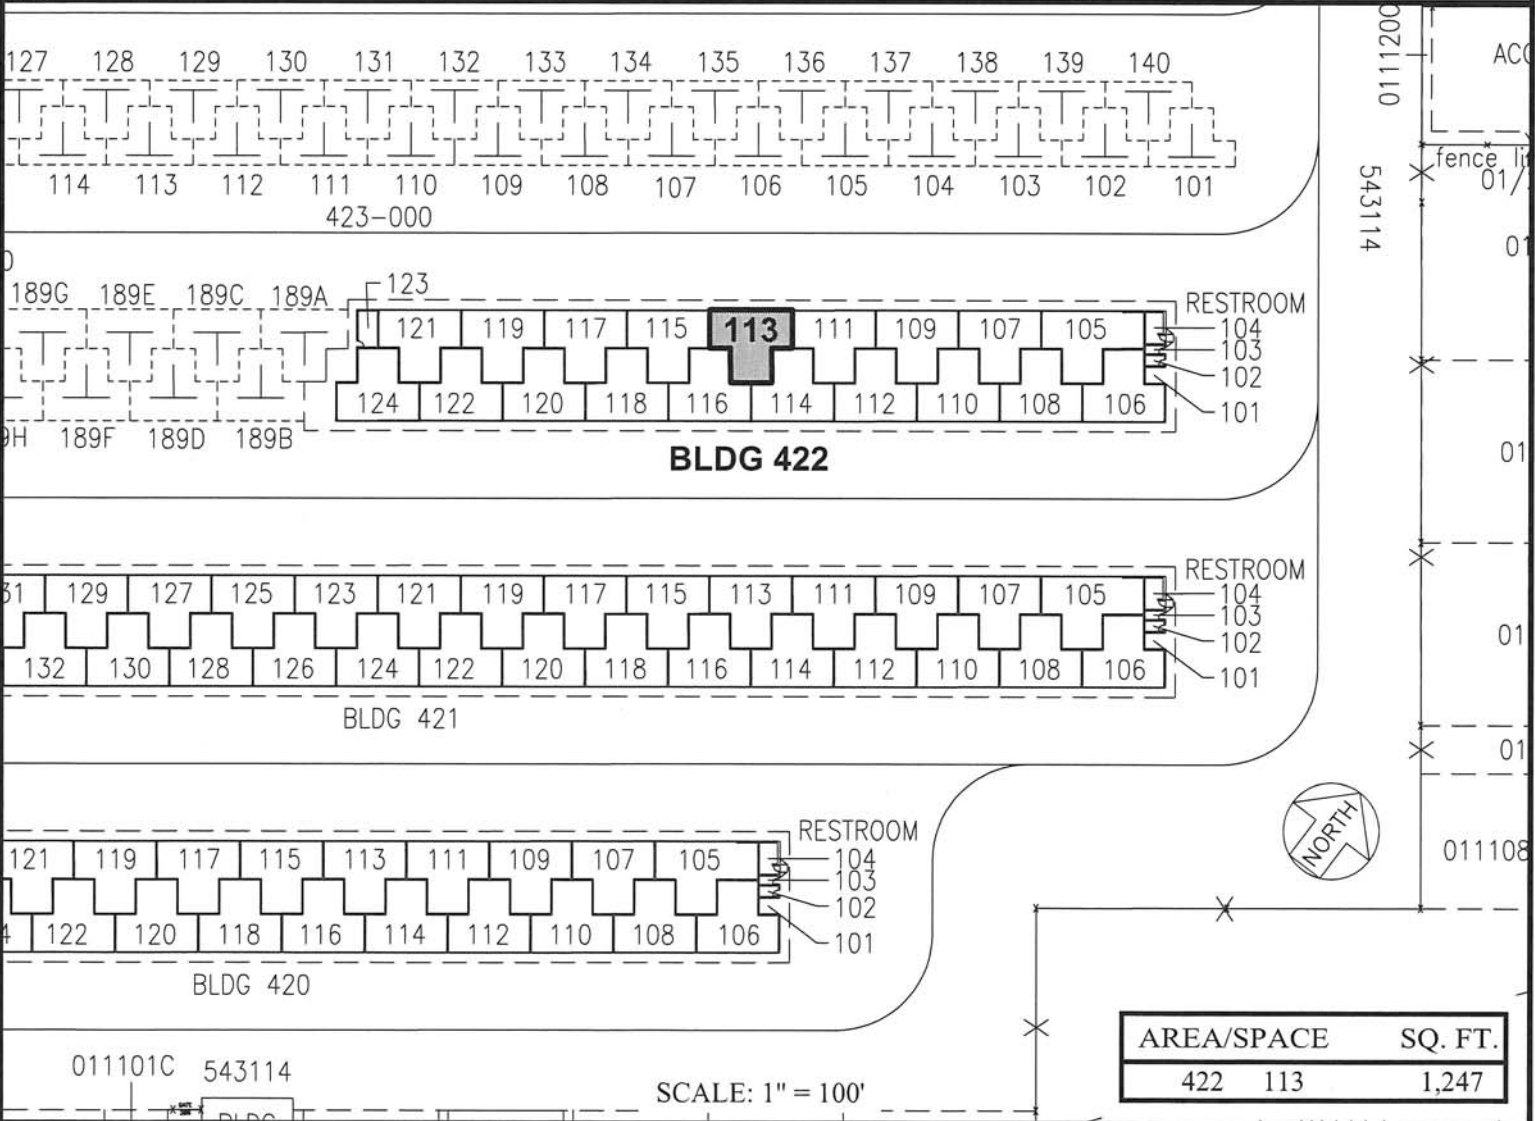 127 128 129 130 131 132 133 134 135 136 137 138 139 140
114 113 112 111 110 109 108 107 106 105 104 103 102 101
423-000
189G 189E 189C 189A
123
121 119 117 115 113 111 109 107 105
RESTROOM
104
103
102
101
124 122 120 118 116 114 112 110 108 106
189F 189D 189B
BLDG 422
129 127 125 123 121 119 117 115 113 111 109 107 105
RESTROOM
104
103
102
101
132 130 128 126 124 122 120 118 116 114 112 110 108 106
BLDG 421
121 119 117 115 113 111 109 107 105
RESTROOM
104
103
102
101
122 120 118 116 114 112 110 108 106
BLDG 420
543114
fence
NORTH
011108
011101C 543114
SCALE: 1" = 100'
AREA/SPACE SQ. FT.
422 113 1,247